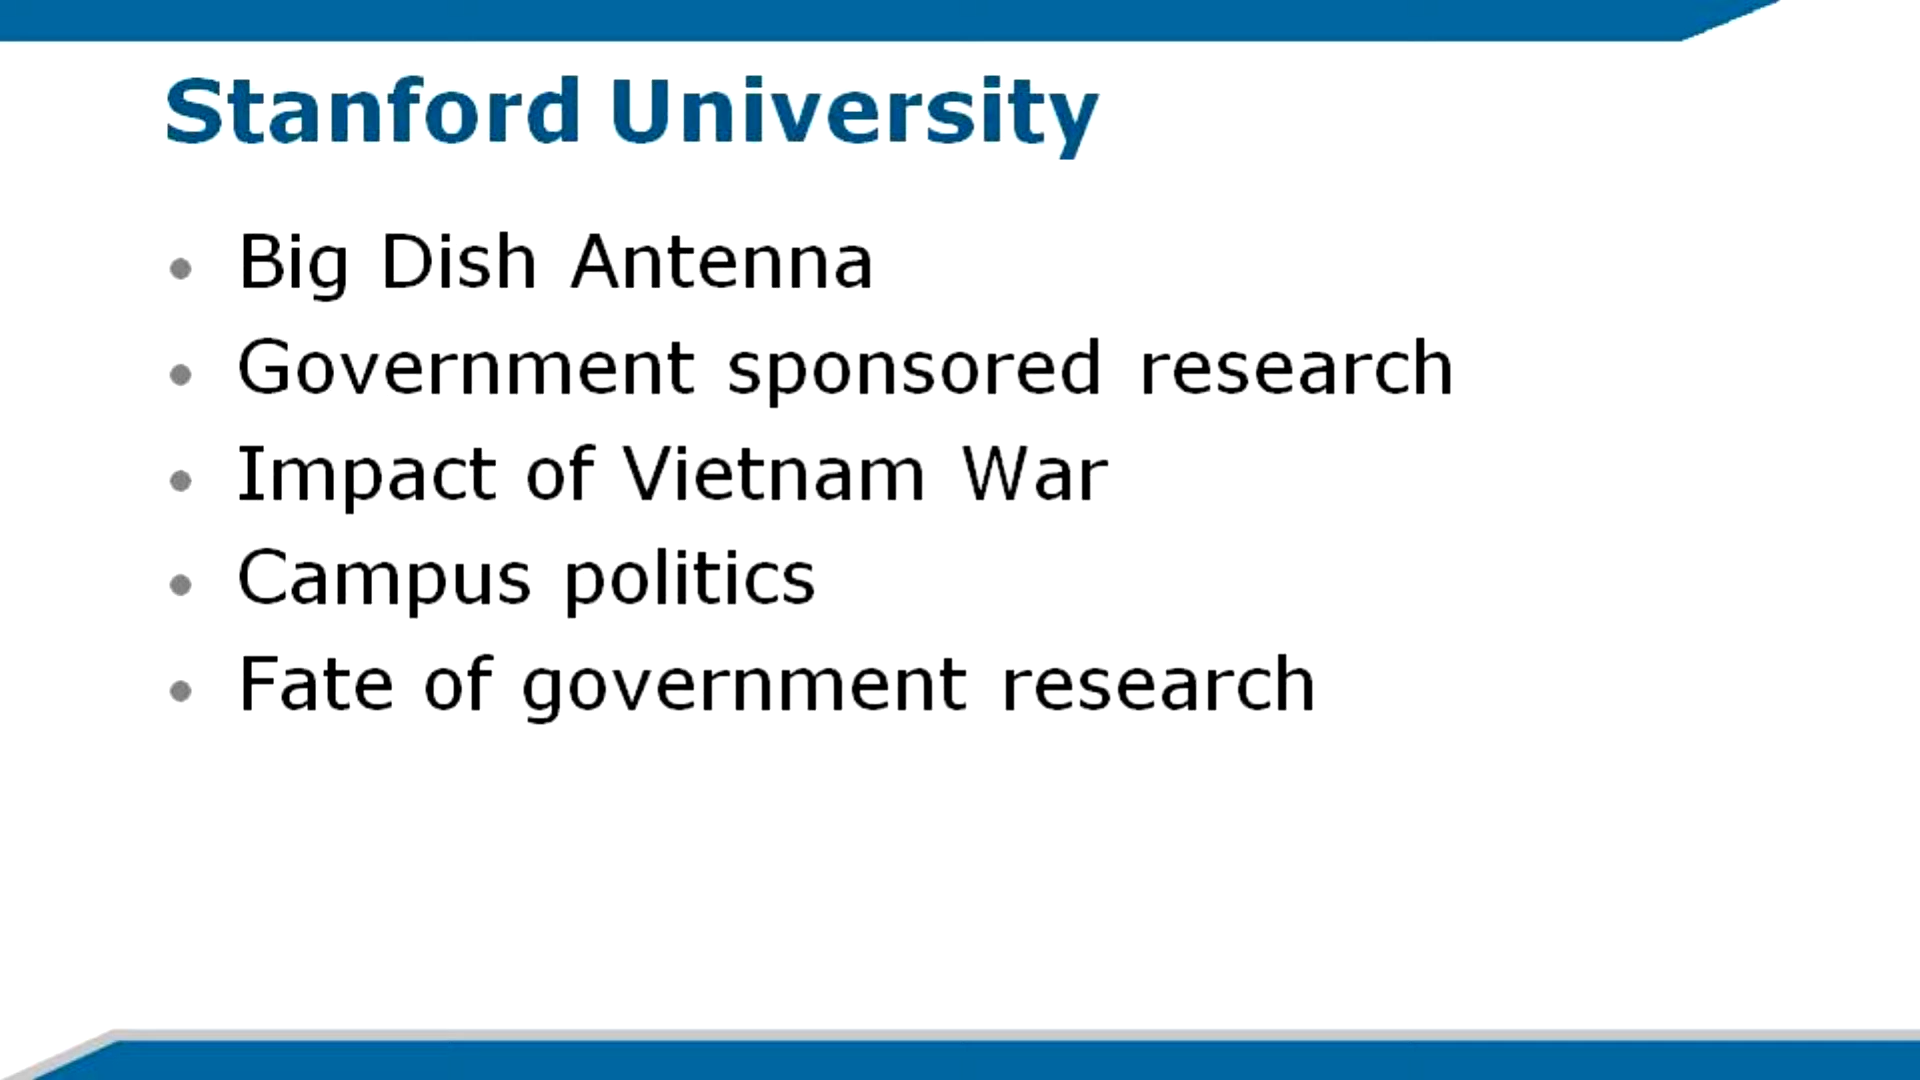 Stanford University
• Big Dish Antenna
• Government sponsored research
• Impact of Vietnam War
• Campus politics
• Fate of government research